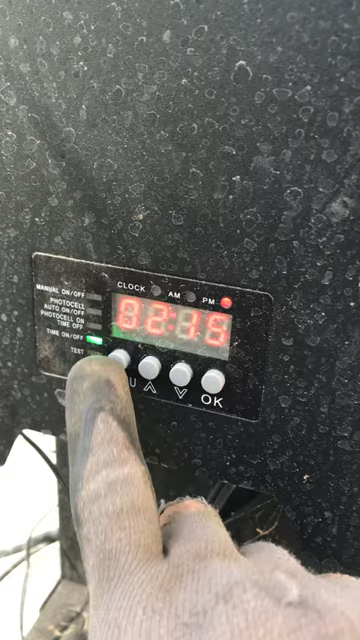 CLOCK AM PM
MANUAL ON/OFF
PHOTOCELL
AUTO ON/OFF
PHOTOCELL ON
TIME OFF
TIME ON/OFF
TEST
02:15
U
OK